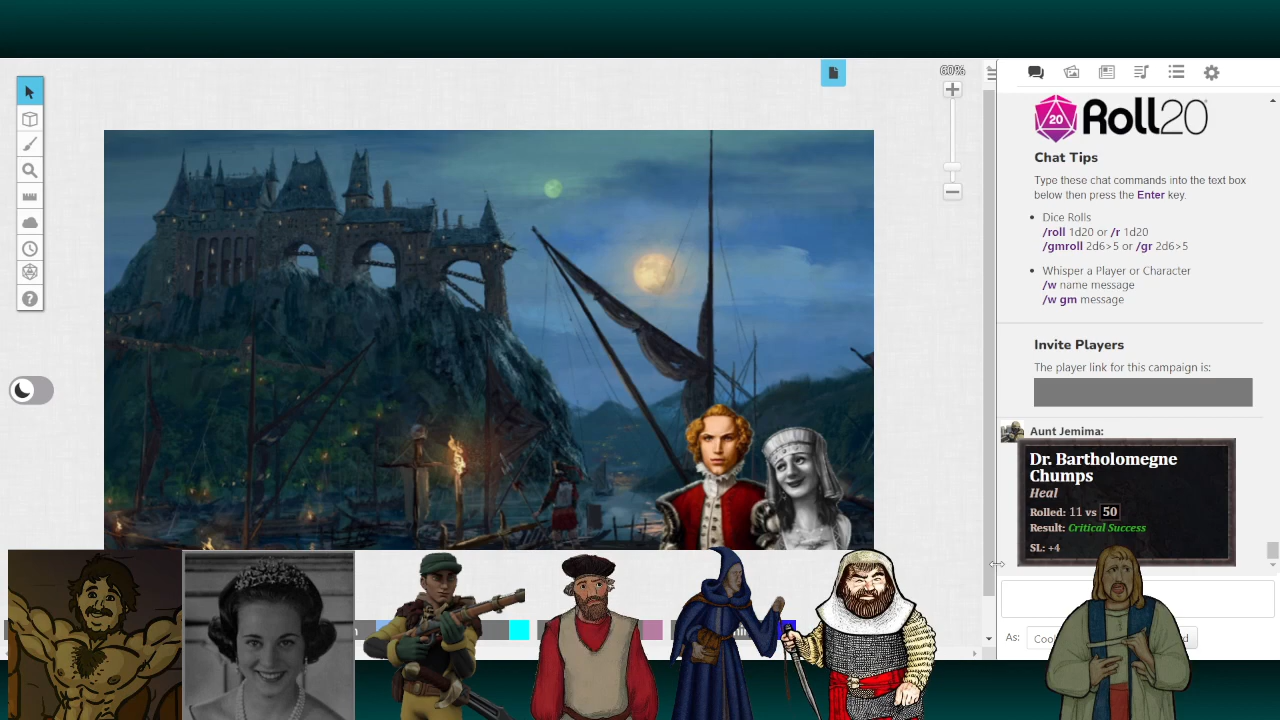 60%
20
Roll20
Chat Tips
Type these chat commands into the text box
below then press the Enter key.
Dice Rolls
/roll 1d20 or /r 1d20
/gmroll 2d6>5 or /gr 2d6>5
Whisper a Player or Character
/w name message
/w gm message
Invite Players
The player link for this campaign is:
Aunt Jemima:
Dr. Bartholomegne
Chumps
Heal
Rolled: 11 vs 50
Result: Critical Success
SL: +4
As: